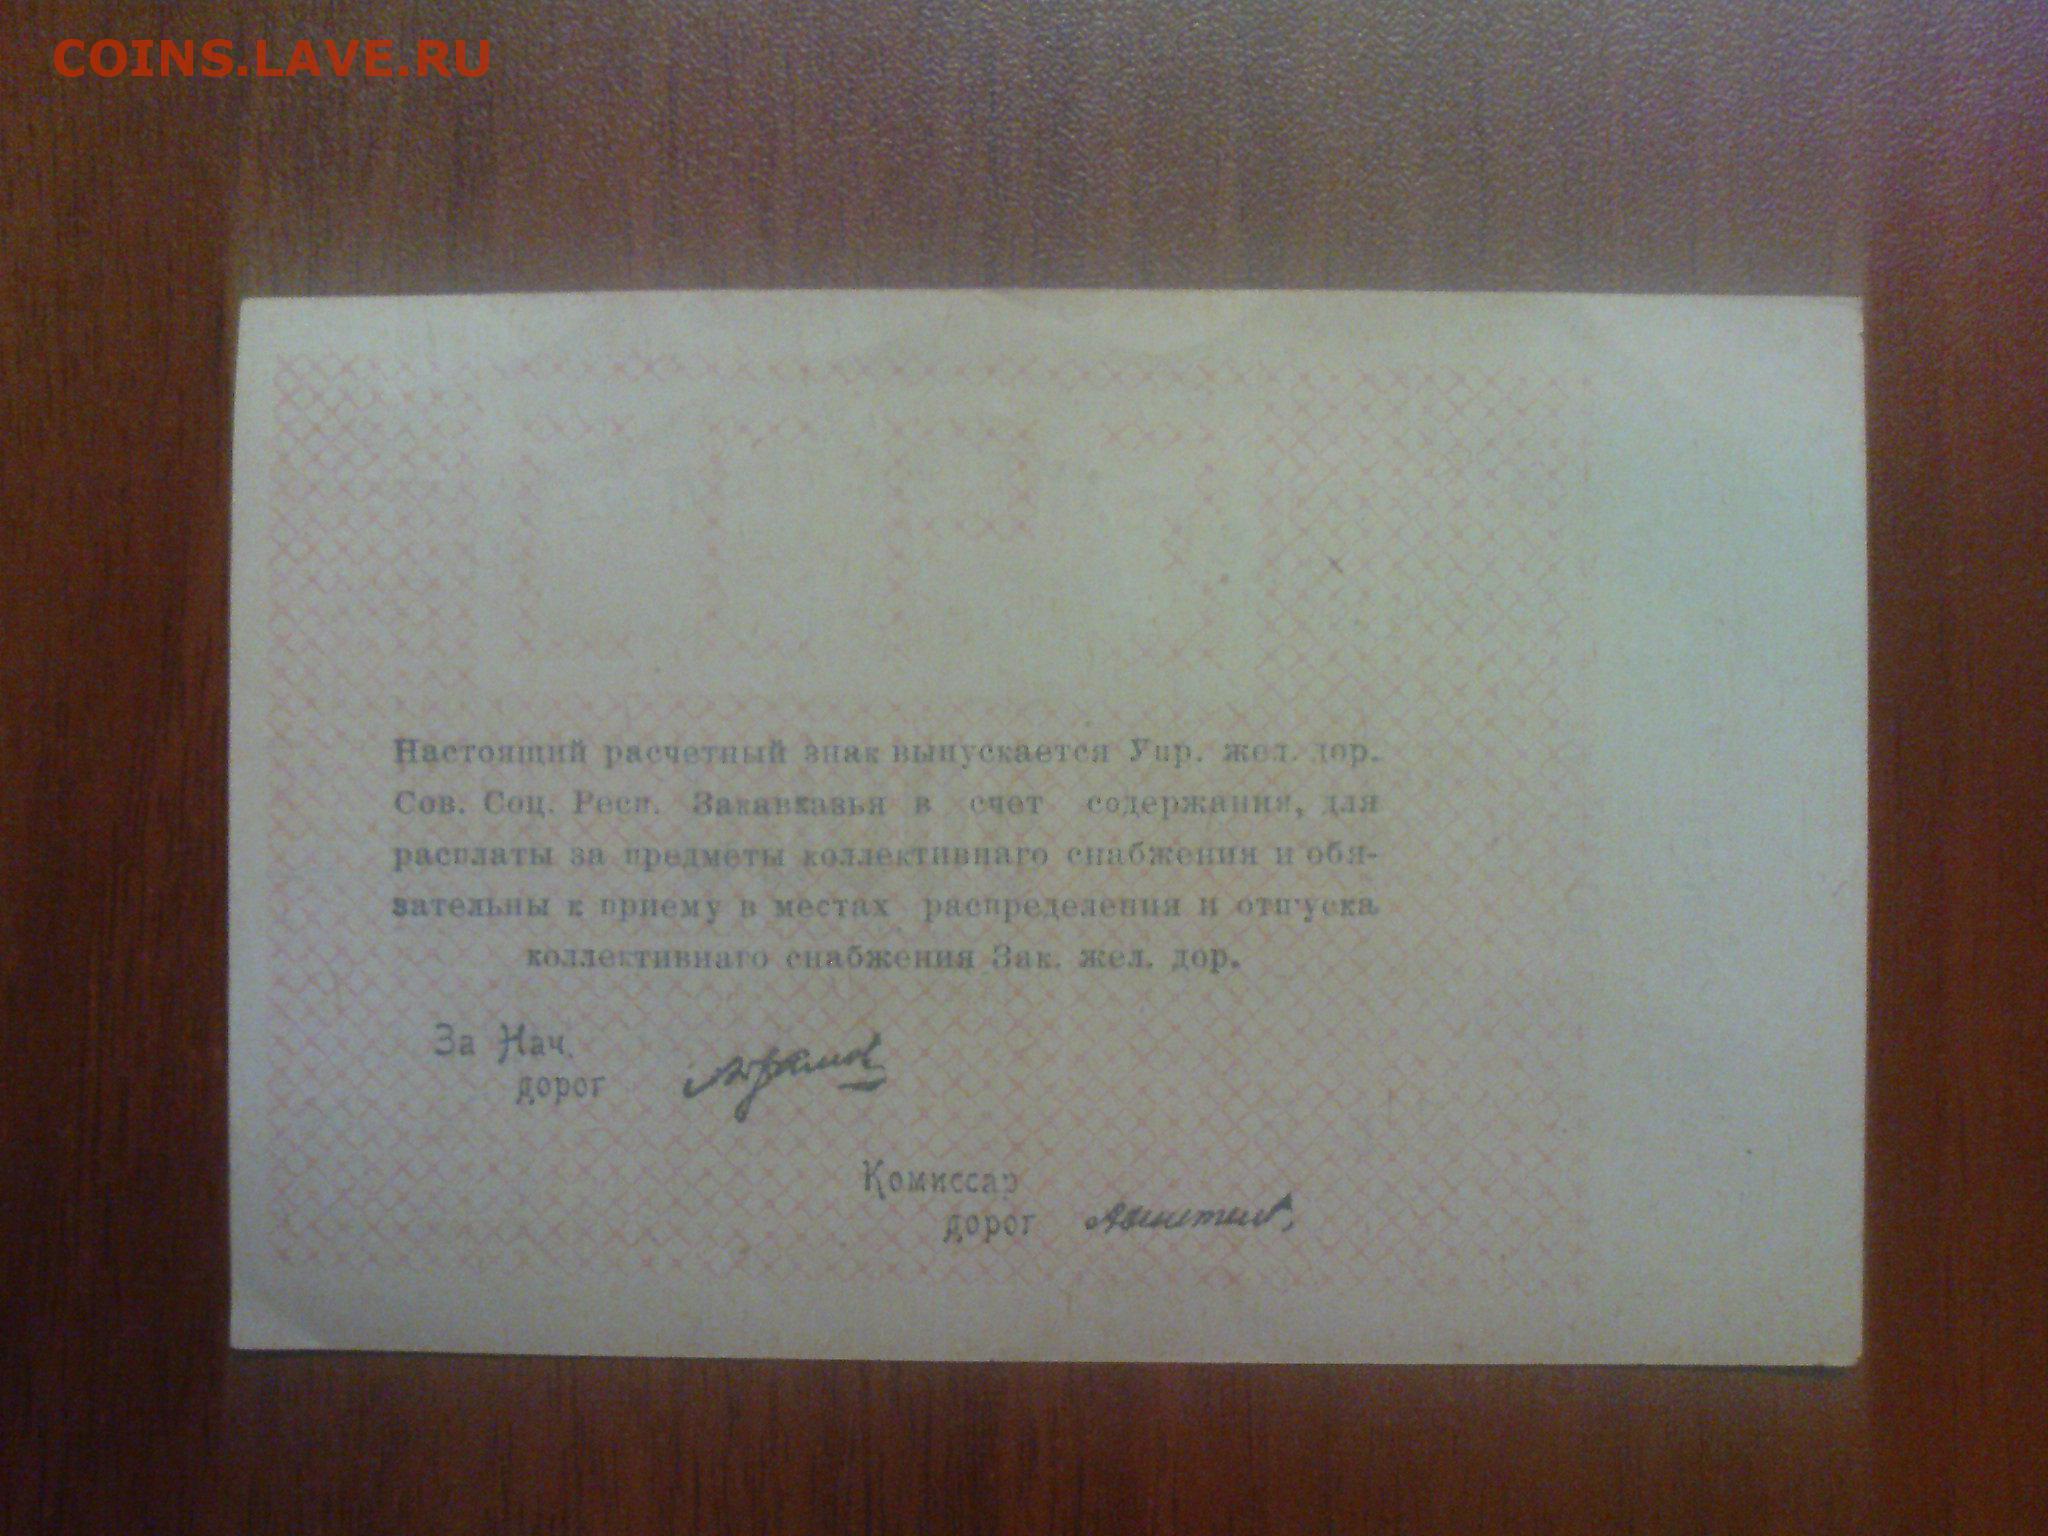 COINS.LAVE.RU
Настоящий расчетный знак выпускается Упр. жел. дор.
Сов. Соц. Респ. Закавказья в счет содержания, для
расплаты за предметы коллективнаго снабжения и обя-
зательны к приему в местах распределения и отпуска
коллективнаго снабжения Зак. жел. дор.
За Нач.
дорог
Комиссар
дорог